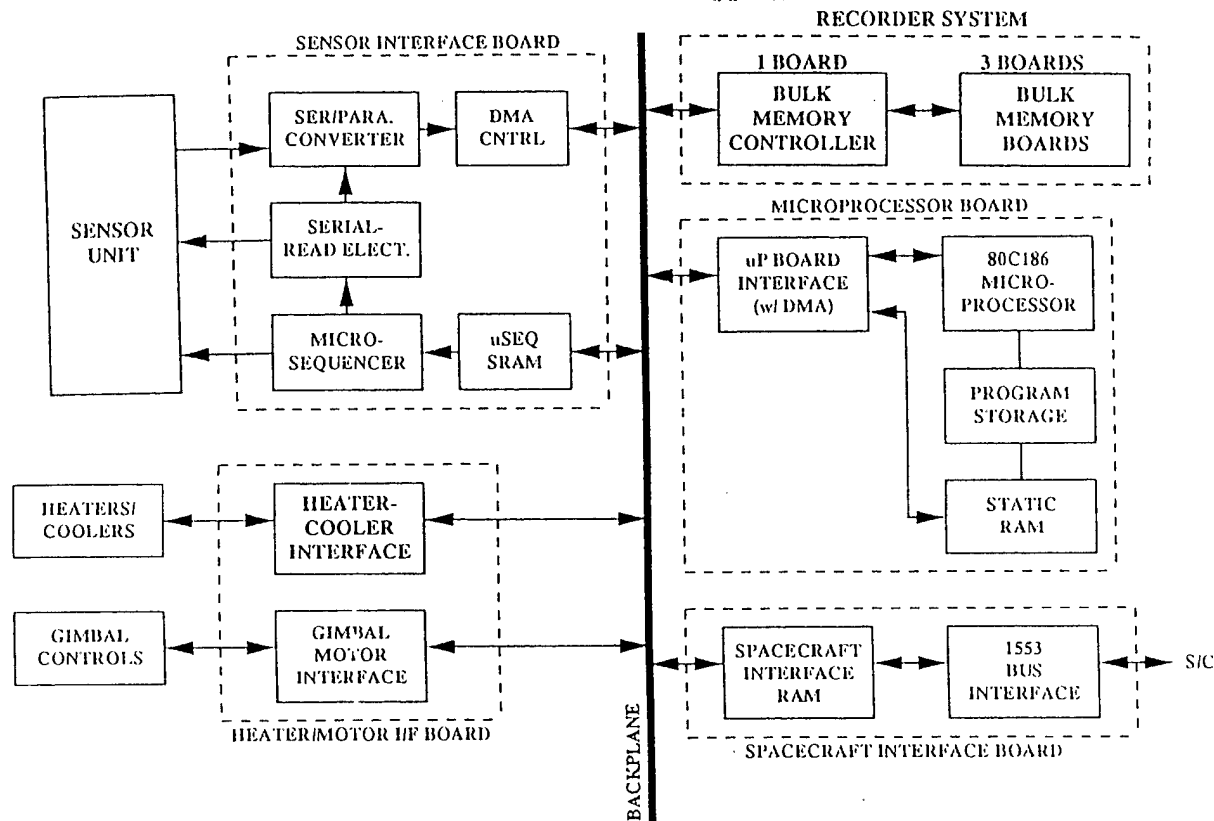 RECORDER SYSTEM
SENSOR INTERFACE BOARD
1 BOARD
3 BOARDS
SER/PARA.
CONVERTER
DMA
CNTRL
BULK
MEMORY
CONTROLLER
BULK
MEMORY
BOARDS
SENSOR
UNIT
SERIAL-
READ ELECT.
MICRO-
SEQUENCER
uSEQ
SRAM
MICROPROCESSOR BOARD
uP BOARD
INTERFACE
(w/ DMA)
80C186
MICRO-
PROCESSOR
PROGRAM
STORAGE
STATIC
RAM
HEATERS/
COOLERS
HEATER-
COOLER
INTERFACE
GIMBAL
CONTROLS
GIMBAL
MOTOR
INTERFACE
HEATER/MOTOR I/F BOARD
BACKPLANE
SPACECRAFT
INTERFACE
RAM
1553
BUS
INTERFACE
S/C
SPACECRAFT INTERFACE BOARD